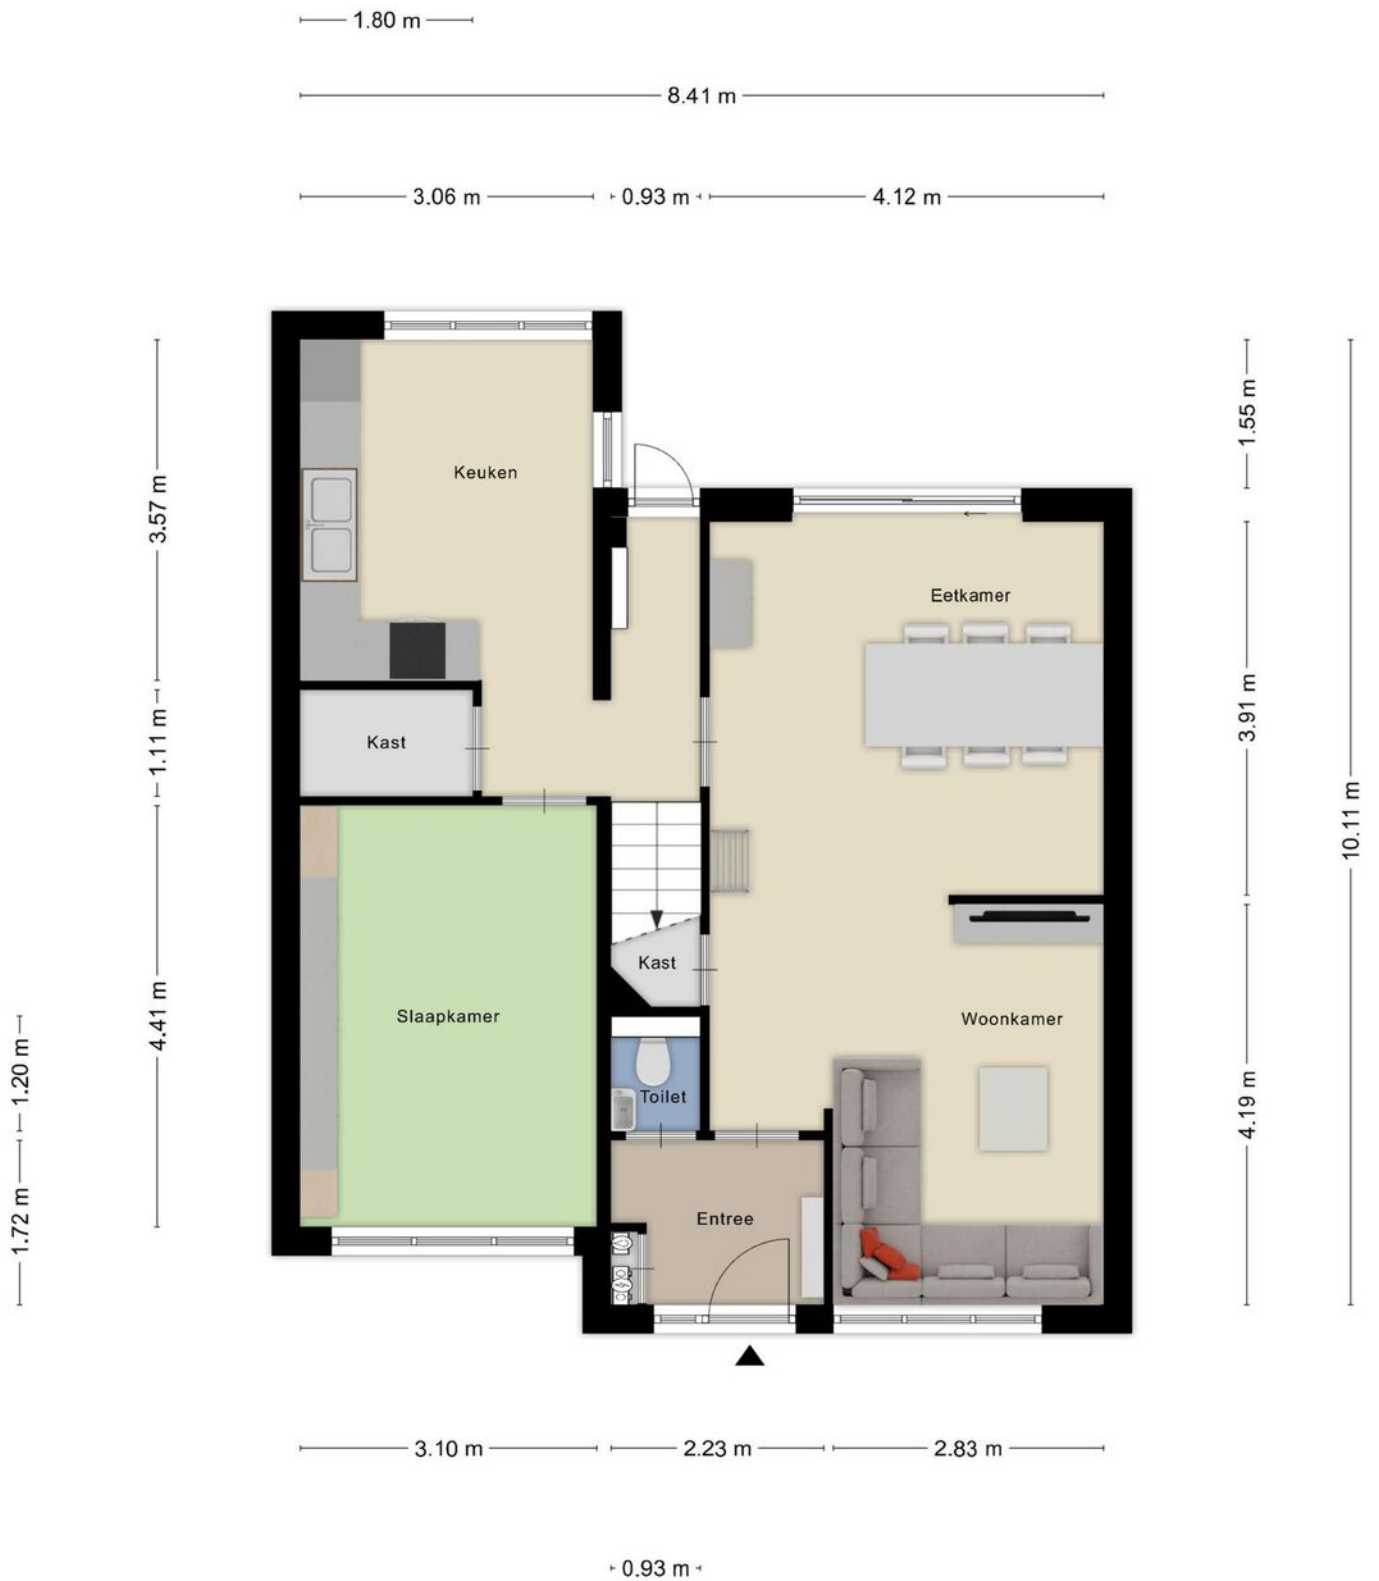 1.80 m
8.41 m
3.06 m
0.93 m
4.12 m
1.55 m
Keuken
3.57 m
Eetkamer
3.91 m
Kast
1.11 m
10.11 m
Kast
Slaapkamer
Woonkamer
4.41 m
1.20 m
Toilet
4.19 m
1.72 m
Entree
3.10 m
2.23 m
2.83 m
0.93 m